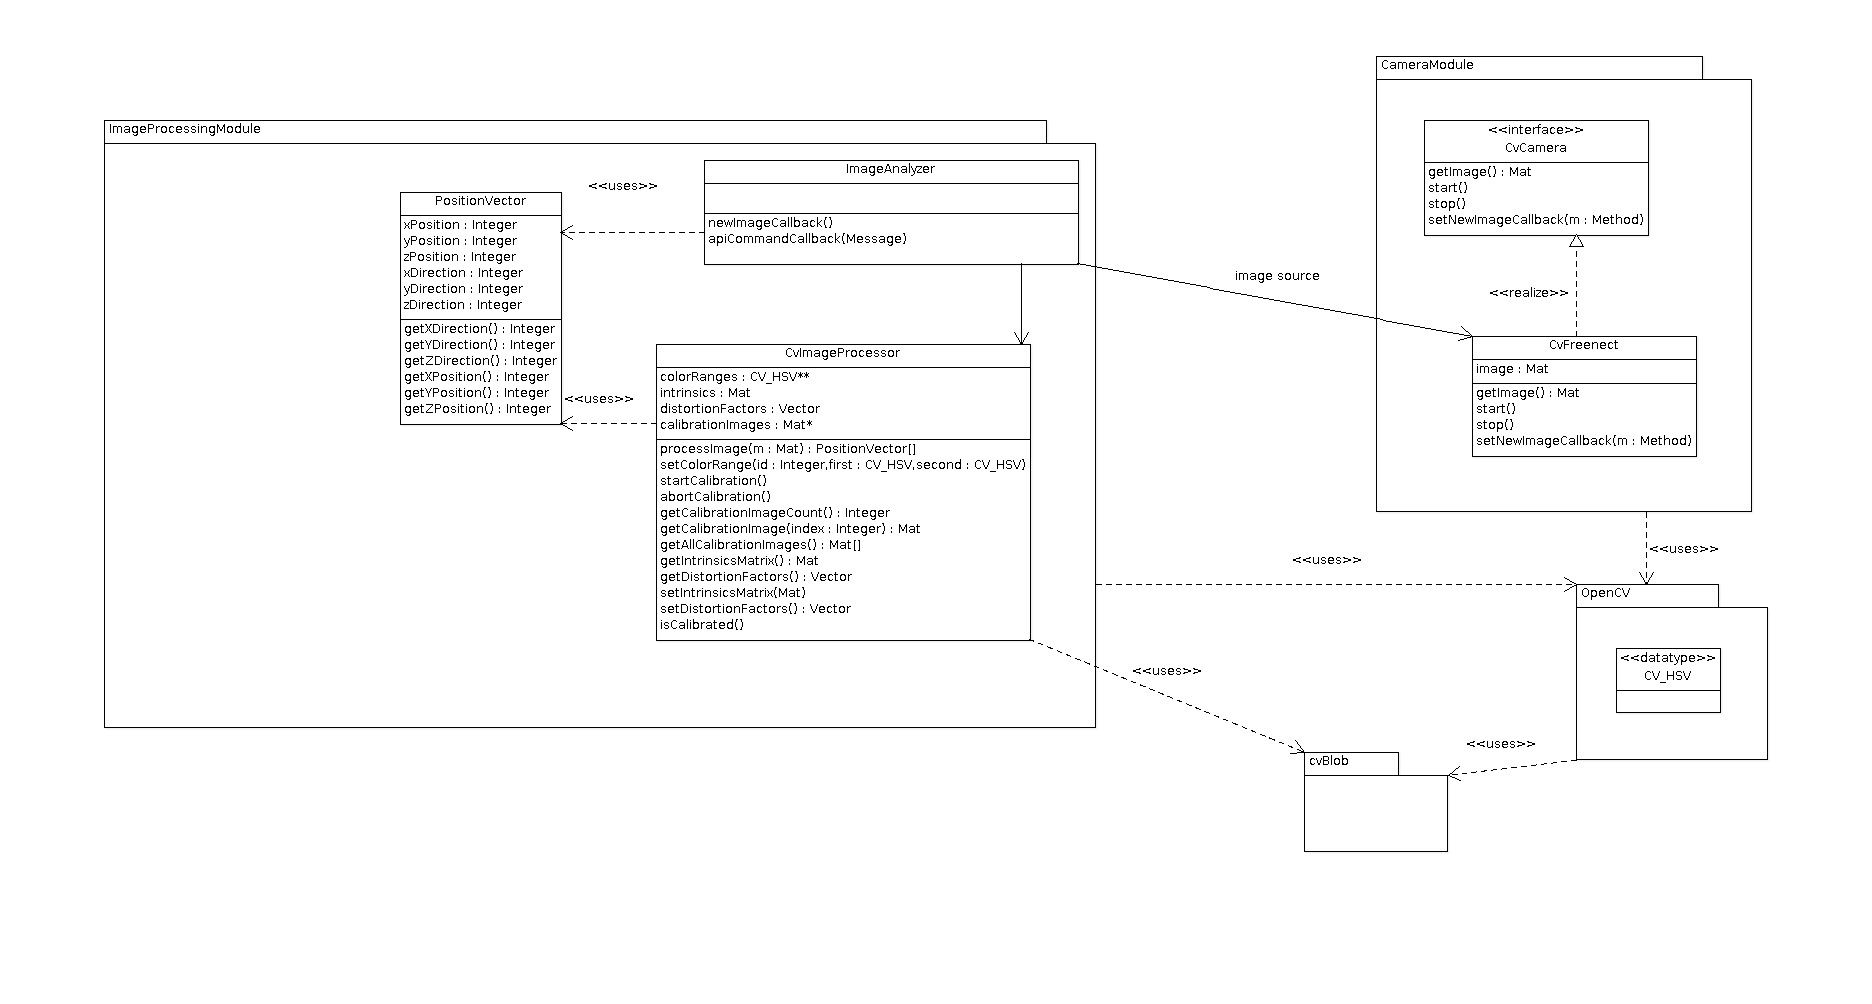 CameraModule
<<interface>>
CvCamera
getImage() : Mat
start()
stop()
setNewImageCallback(m : Method)
<<realize>>
CvFreenect
image : Mat
getImage() : Mat
start()
stop()
setNewImageCallback(m : Method)
ImageProcessingModule
ImageAnalyzer
newImageCallback()
apiCommandCallback(Message)
<<uses>>
PositionVector
xPosition : Integer
yPosition : Integer
zPosition : Integer
xDirection : Integer
yDirection : Integer
zDirection : Integer
getXDirection() : Integer
getYDirection() : Integer
getZDirection() : Integer
getXPosition() : Integer
getYPosition() : Integer
getZPosition() : Integer
<<uses>>
image source
CvImageProcessor
colorRanges : CV_HSV**
intrinsics : Mat
distortionFactors : Vector
calibrationImages : Mat*
processImage(m : Mat) : PositionVector[]
setColorRange(id : Integer,first : CV_HSV,second : CV_HSV)
startCalibration()
abortCalibration()
getCalibrationImageCount() : Integer
getCalibrationImage(index : Integer) : Mat
getAllCalibrationImages() : Mat[]
getIntrinsicsMatrix() : Mat
getDistortionFactors() : Vector
setIntrinsicsMatrix(Mat)
setDistortionFactors() : Vector
isCalibrated()
<<uses>>
<<uses>>
OpenCV
<<datatype>>
CV_HSV
<<uses>>
<<uses>>
cvBlob